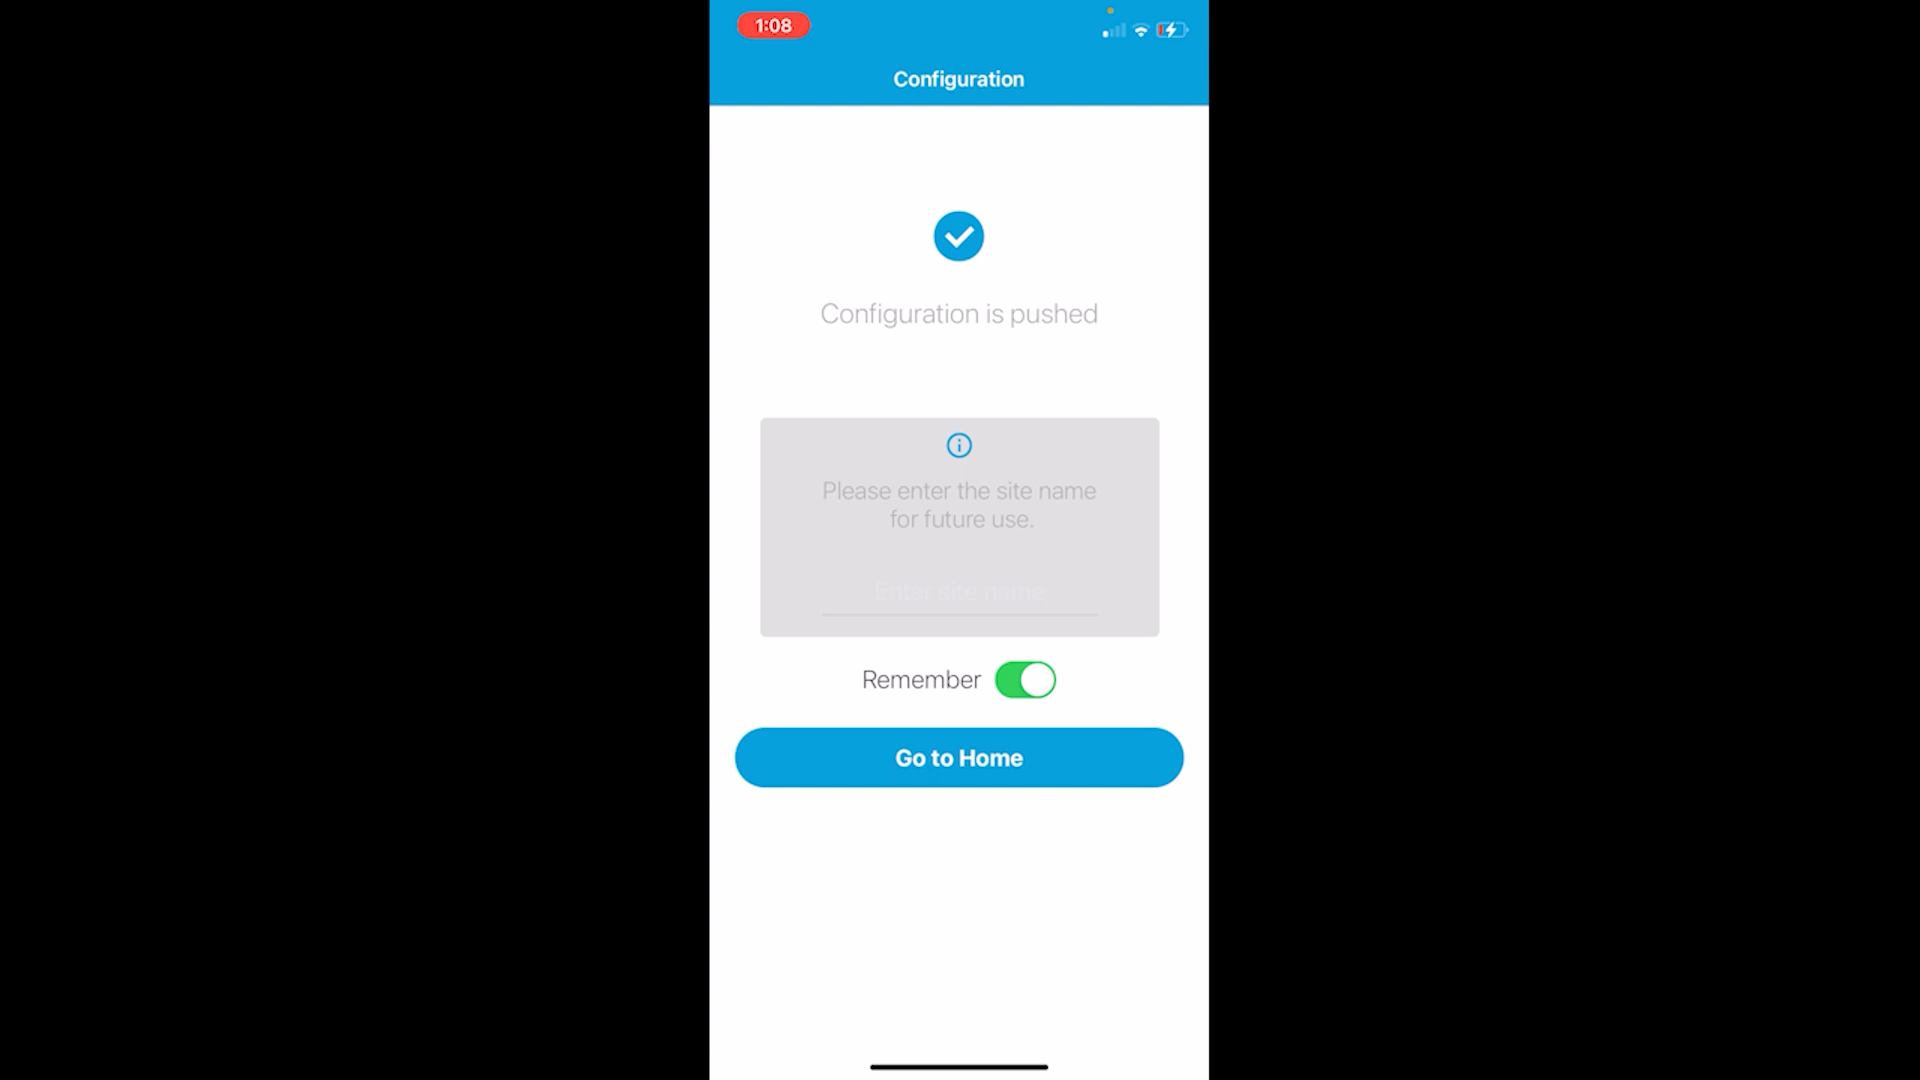 1:08
Configuration
Configuration is pushed
Please enter the site name
for future use.
Enter site name
Remember
Go to Home